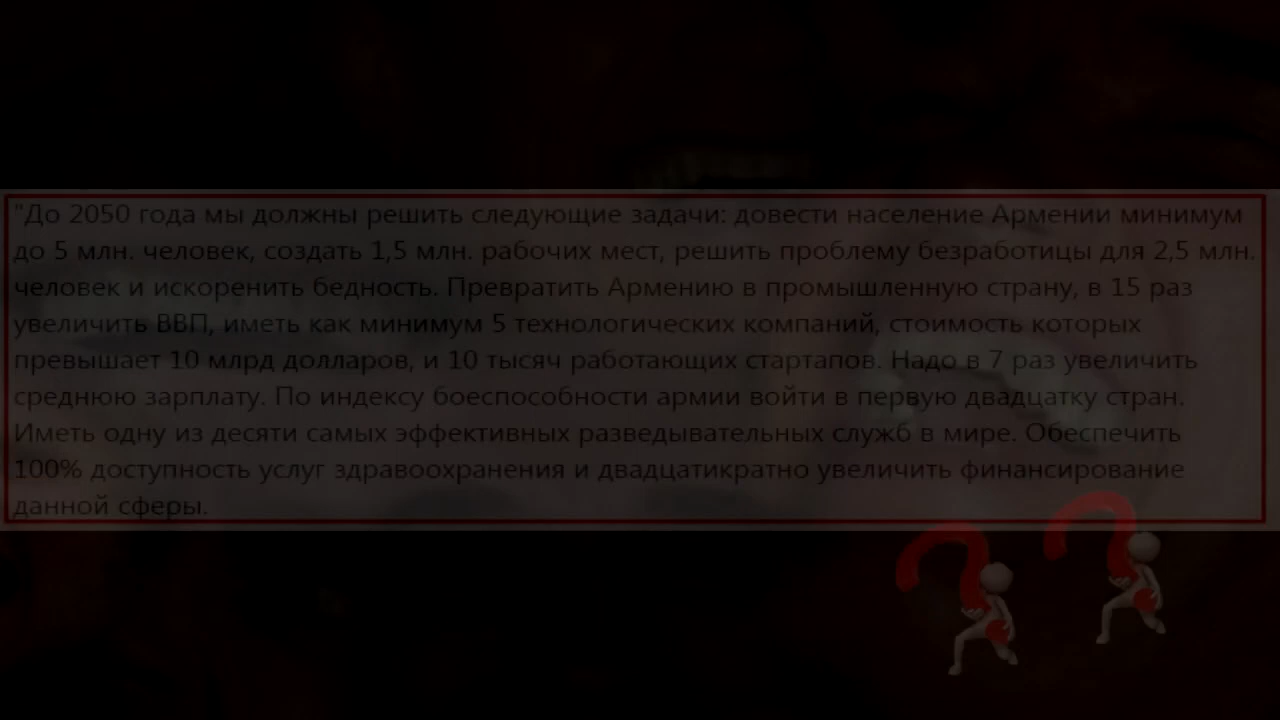 "До 2050 года мы должны решить следующие задачи: довести население Армении минимум
до 5 млн. человек, создать 1,5 млн. рабочих мест, решить проблему безработицы для 2,5 млн.
человек и искоренить бедность. Превратить Армению в промышленную страну, в 15 раз
увеличить ВВП, иметь как минимум 5 технологических компаний, стоимость которых
превышает 10 млрд долларов, и 10 тысяч работающих стартапов. Надо в 7 раз увеличить
среднюю зарплату. По индексу боеспособности армии войти в первую двадцатку стран.
Иметь одну из десяти самых эффективных разведывательных служб в мире. Обеспечить
100% доступность услуг здравоохранения и двадцатикратно увеличить финансирование
данной сферы.